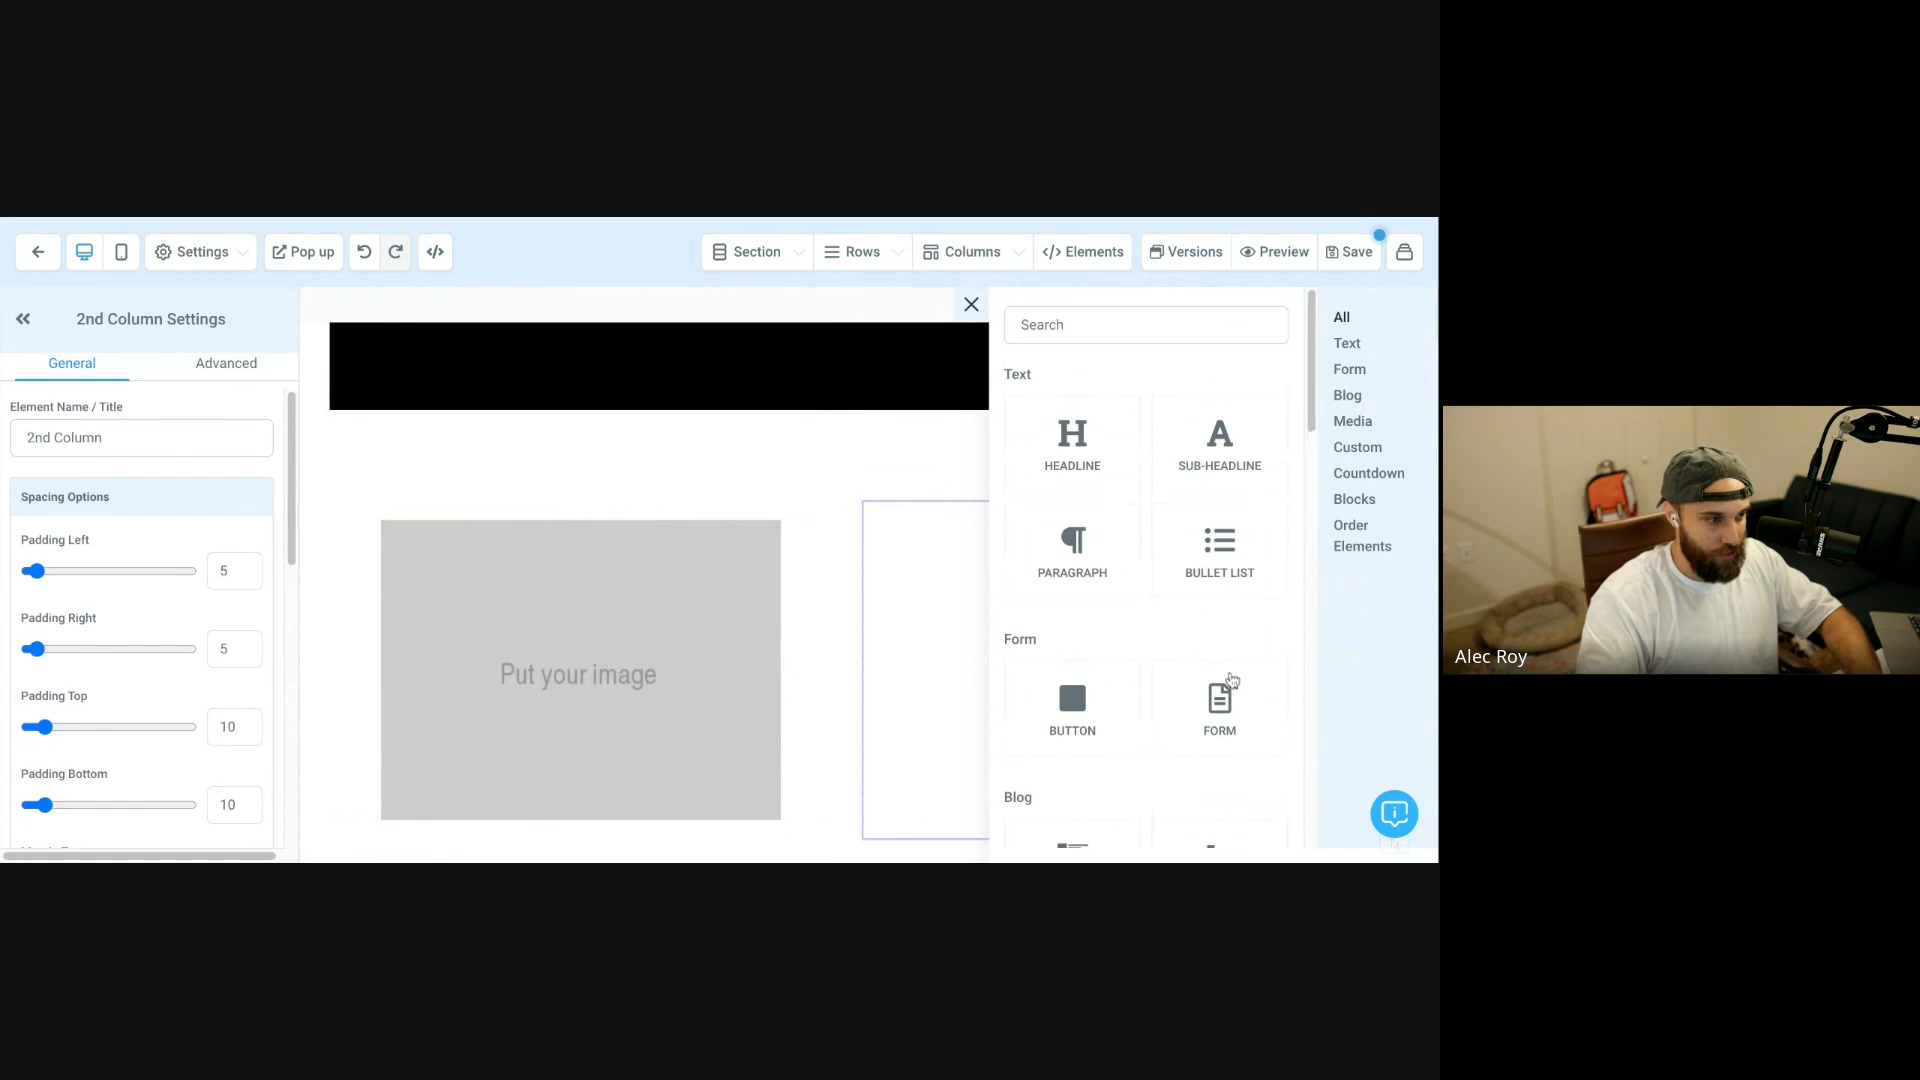 Settings
Pop up
Section
Rows
Columns
Elements
Versions
Preview
Save
2nd Column Settings
General
Advanced
Element Name / Title
2nd Column
Spacing Options
Padding Left
5
Padding Right
5
Padding Top
10
Padding Bottom
10
Put your image
Search
Text
HEADLINE
SUB-HEADLINE
PARAGRAPH
BULLET LIST
Form
BUTTON
FORM
Blog
All
Text
Form
Blog
Media
Custom
Countdown
Blocks
Order
Elements
Alec Roy